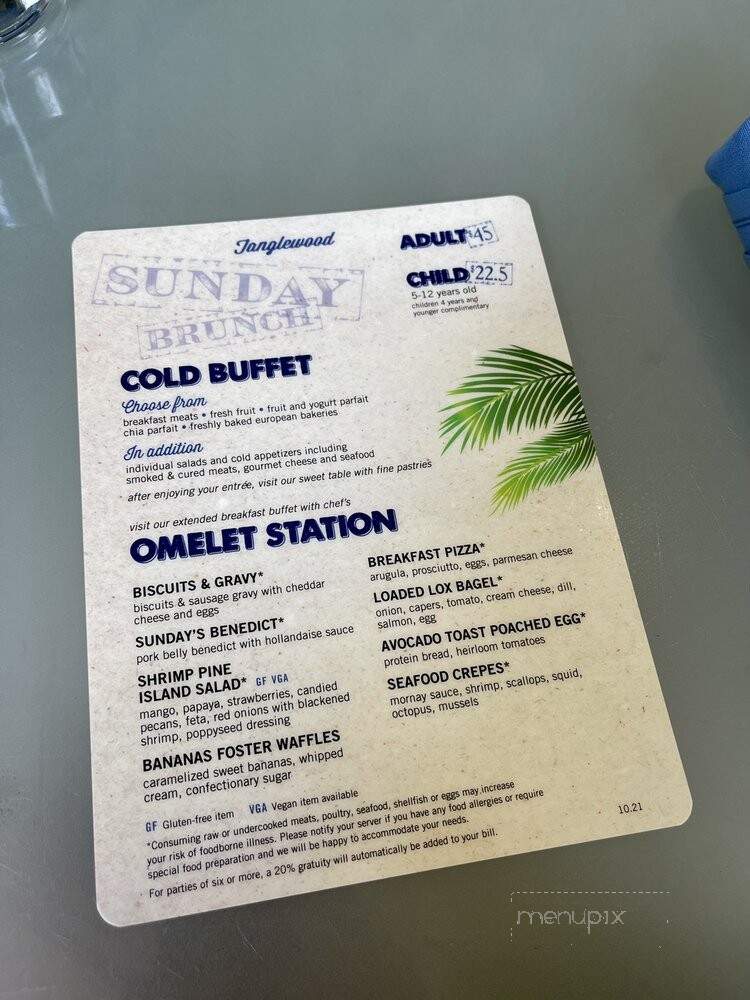 Tanglewood
SUNDAY
BRUNCH
ADULT $45
CHILD $22.5
5-12 years old
children 4 years and
younger complimentary
COLD BUFFET
Choose from
breakfast meats • fresh fruit • fruit and yogurt parfait
chia parfait • freshly baked european bakeries
In addition
individual salads and cold appetizers including
smoked & cured meats, gourmet cheese and seafood
after enjoying your entrée, visit our sweet table with fine pastries
visit our extended breakfast buffet with chef's
OMELET STATION
BISCUITS & GRAVY*
biscuits & sausage gravy with cheddar
cheese and eggs
SUNDAY'S BENEDICT*
pork belly benedict with hollandaise sauce
SHRIMP PINE
ISLAND SALAD* GF VGA
mango, papaya, strawberries, candied
pecans, feta, red onions with blackened
shrimp, poppyseed dressing
BANANAS FOSTER WAFFLES
caramelized sweet bananas, whipped
cream, confectionary sugar
BREAKFAST PIZZA*
arugula, prosciutto, eggs, parmesan cheese
LOADED LOX BAGEL*
onion, capers, tomato, cream cheese, dill,
salmon, egg
AVOCADO TOAST POACHED EGG*
protein bread, heirloom tomatoes
SEAFOOD CREPES*
mornay sauce, shrimp, scallops, squid,
octopus, mussels
GF Gluten-free item VGA Vegan item available
*Consuming raw or undercooked meats, poultry, seafood, shellfish or eggs may increase
your risk of foodborne illness. Please notify your server if you have any food allergies or require
special food preparation and we will be happy to accommodate your needs.
For parties of six or more, a 20% gratuity will automatically be added to your bill.
10.21
menupix